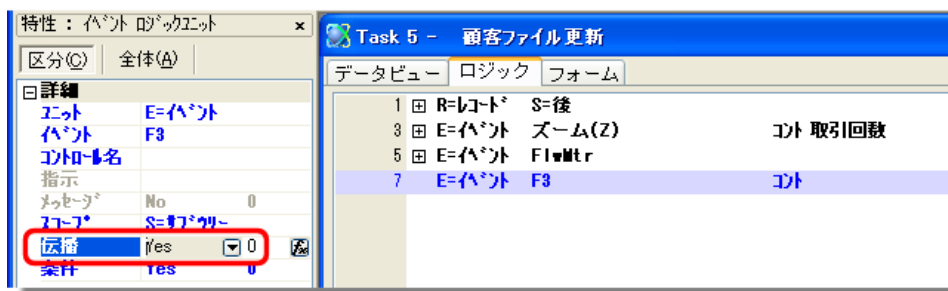 特性 : ｲﾍﾞﾝﾄ ﾛｼﾞｯｸﾕﾆｯﾄ x
区分(C) 全体(A)
詳細
ﾕﾆｯﾄ E=ｲﾍﾞﾝﾄ
ｲﾍﾞﾝﾄ F3
ｺﾝﾄﾛｰﾙ名
指示
ﾒｯｾｰｼﾞ No 0
ｽｺｰﾌﾟ S=ｻﾌﾞﾂﾘｰ
伝播 Yes 0
条件 Yes 0
Task 5 - 顧客ファイル更新
データビュー ロジック フォーム
1 R=ﾚｺｰﾄﾞ S=後
3 E=ｲﾍﾞﾝﾄ ズーム(Z) ｺﾝﾄ 取引回数
5 E=ｲﾍﾞﾝﾄ FlwMtr
7 E=ｲﾍﾞﾝﾄ F3 ｺﾝﾄ